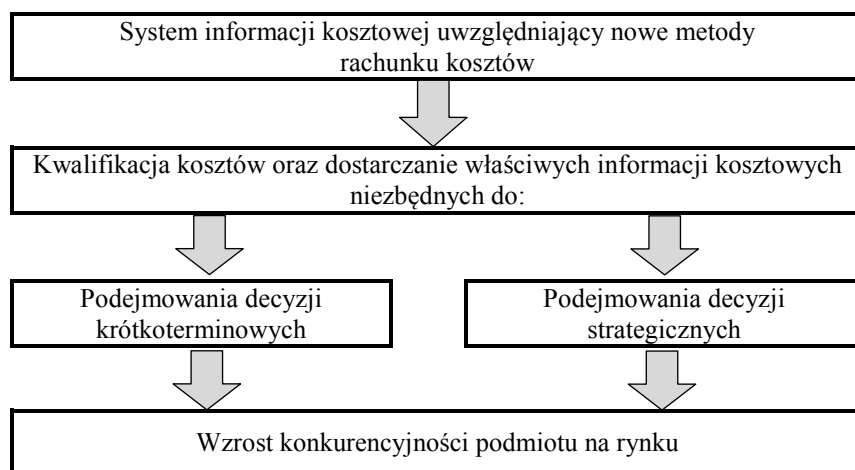 System informacji kosztowej uwzględniający nowe metody
rachunku kosztów
Kwalifikacja kosztów oraz dostarczanie właściwych informacji kosztowych
niezbędnych do:
Podejmowania decyzji
krótkoterminowych
Podejmowania decyzji
strategicznych
Wzrost konkurencyjności podmiotu na rynku